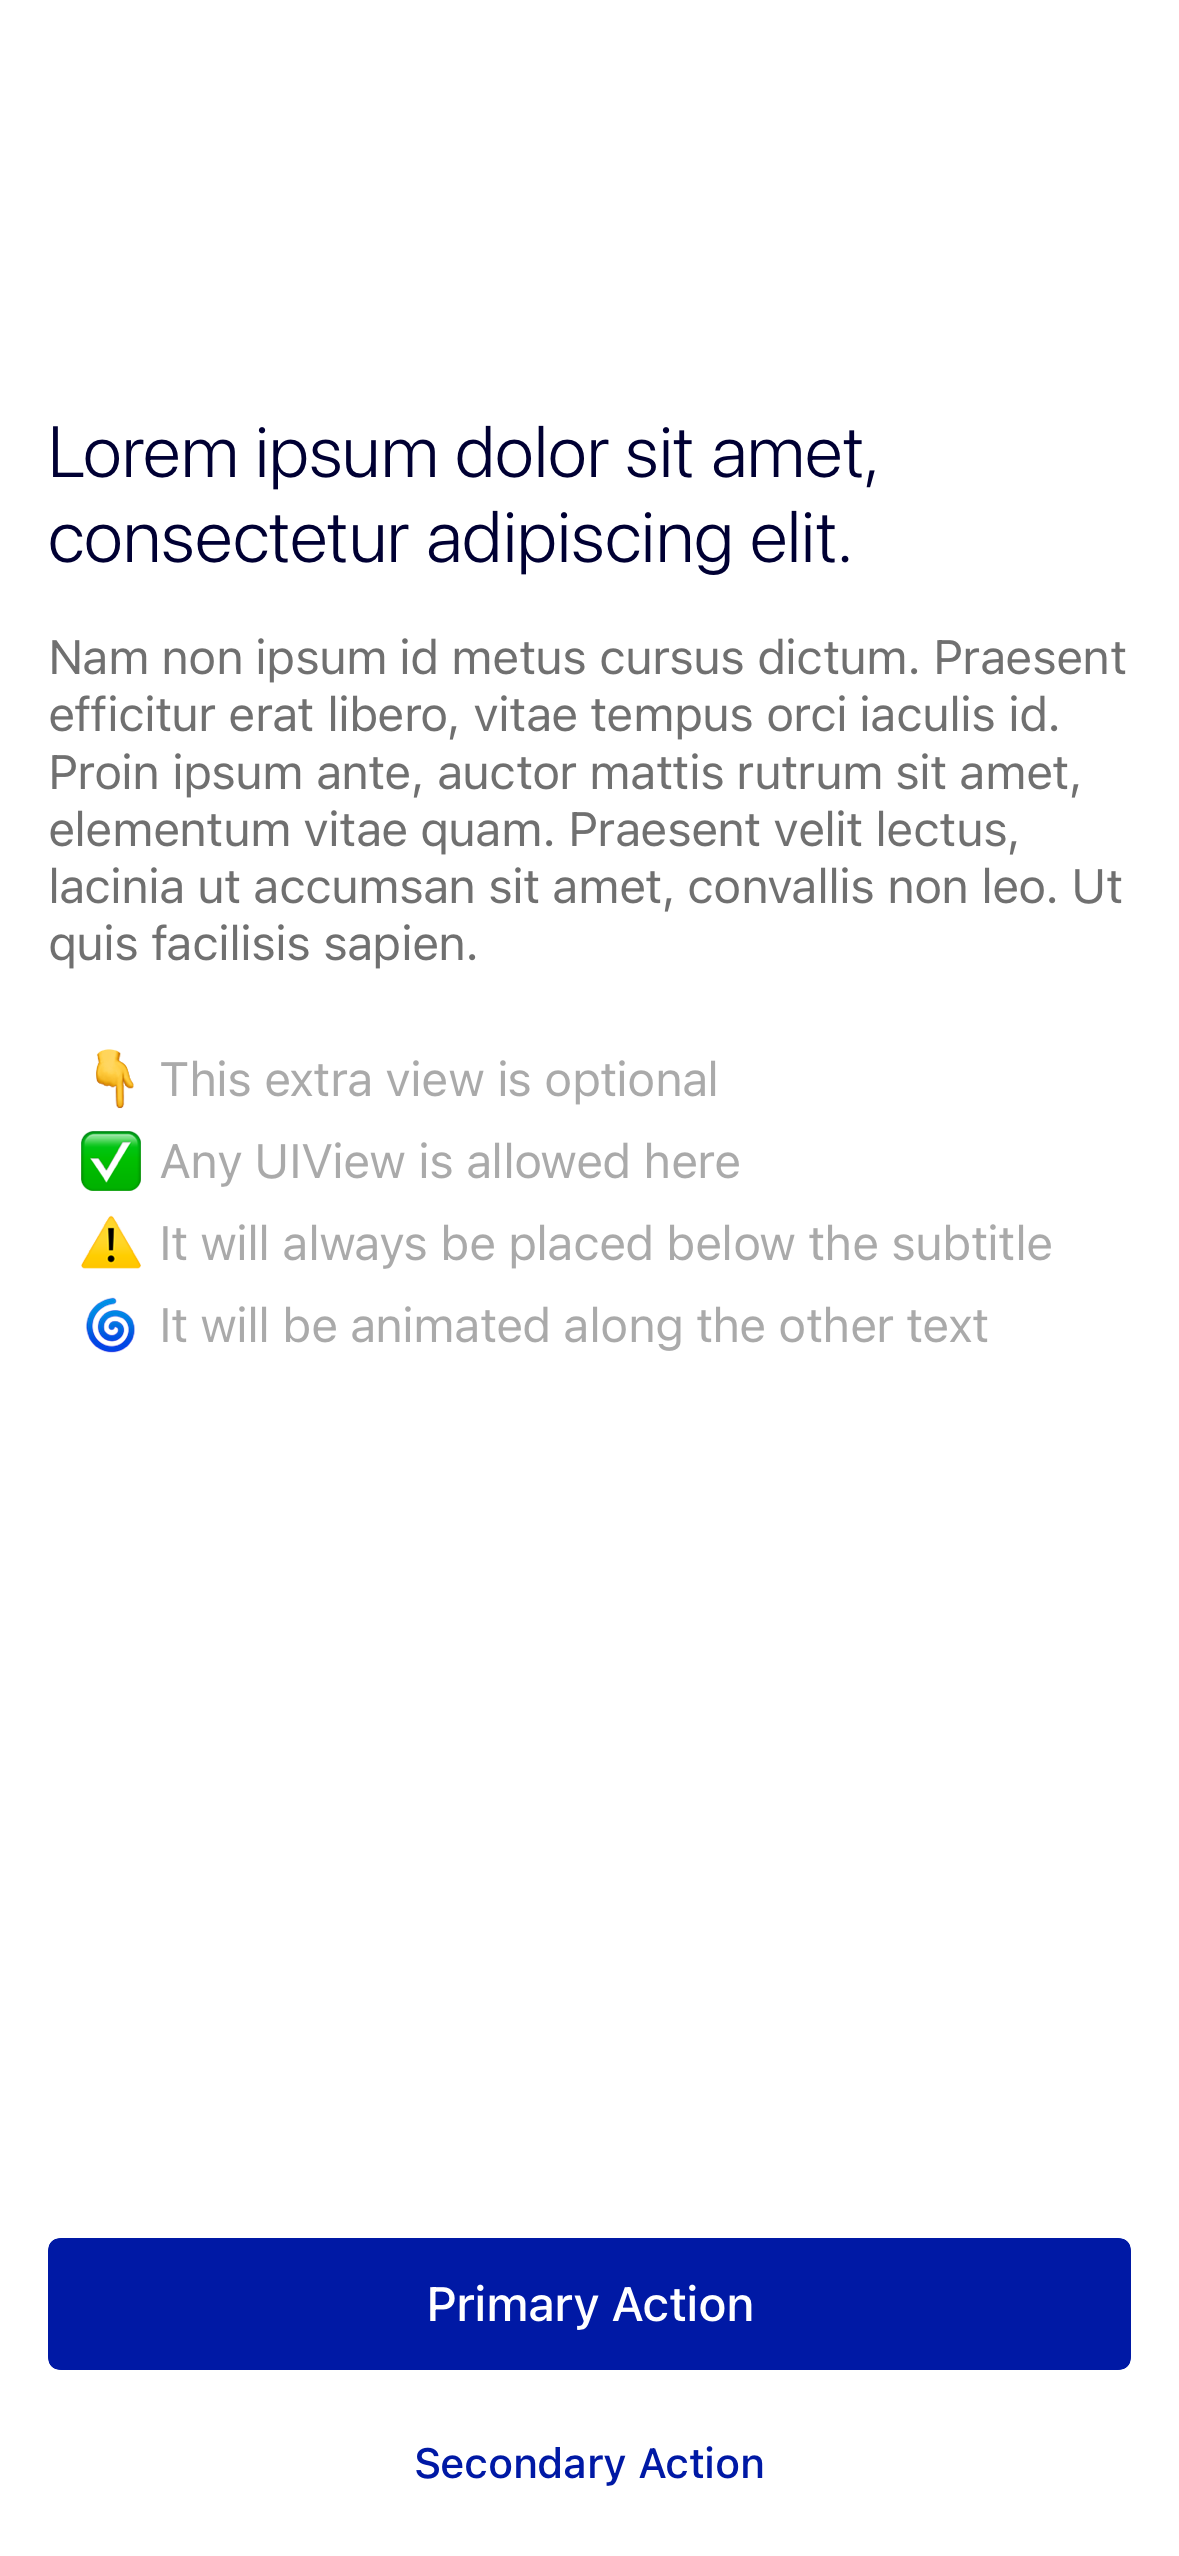 Lorem ipsum dolor sit amet,
consectetur adipiscing elit.
Nam non ipsum id metus cursus dictum. Praesent
efficitur erat libero, vitae tempus orci iaculis id.
Proin ipsum ante, auctor mattis rutrum sit amet,
elementum vitae quam. Praesent velit lectus,
lacinia ut accumsan sit amet, convallis non leo. Ut
quis facilisis sapien.
👇 This extra view is optional
✅ Any UIView is allowed here
⚠️ It will always be placed below the subtitle
🌀 It will be animated along the other text
Primary Action
Secondary Action